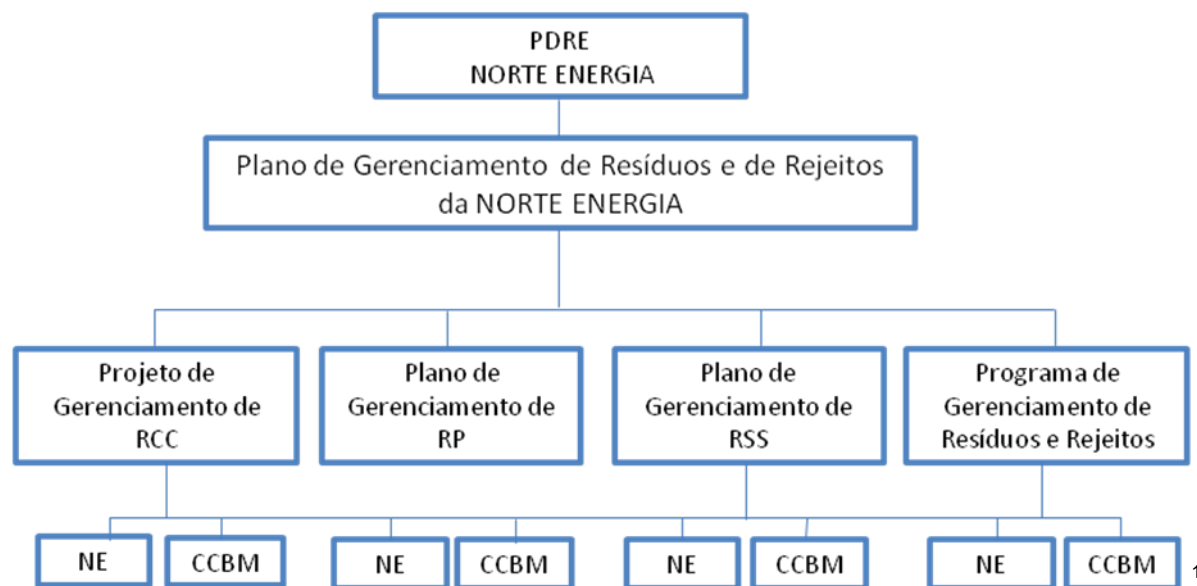 PDRE
NORTE ENERGIA
Plano de Gerenciamento de Resíduos e de Rejeitos
da NORTE ENERGIA
Projeto de
Gerenciamento de
RCC
Plano de
Gerenciamento de
RP
Plano de
Gerenciamento de
RSS
Programa de
Gerenciamento de
Resíduos e Rejeitos
NE
CCBM
NE
CCBM
NE
CCBM
NE
CCBM
1